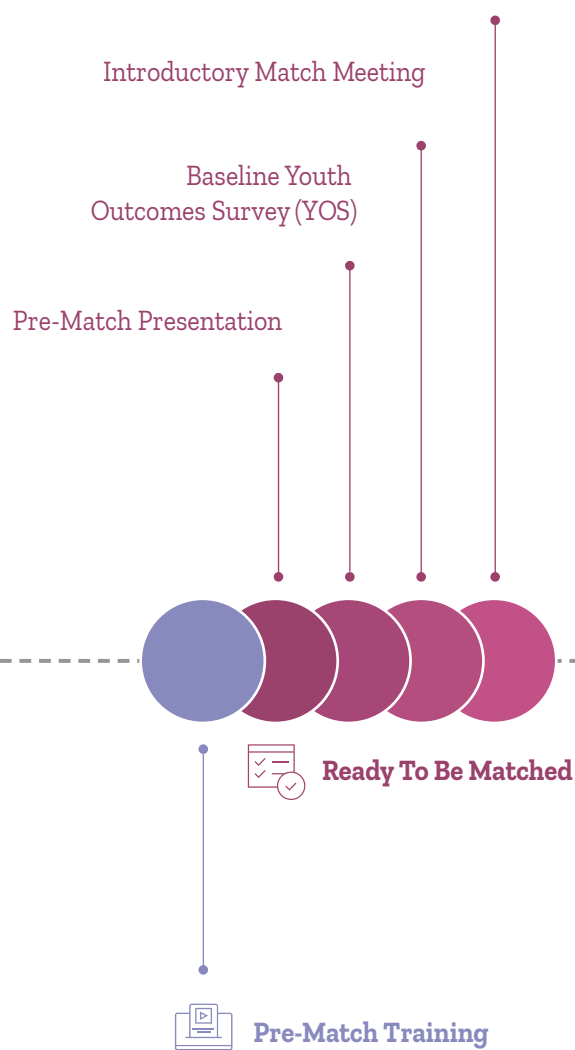 Introductory Match Meeting
Baseline Youth
Outcomes Survey (YOS)
Pre-Match Presentation
Ready To Be Matched
Pre-Match Training